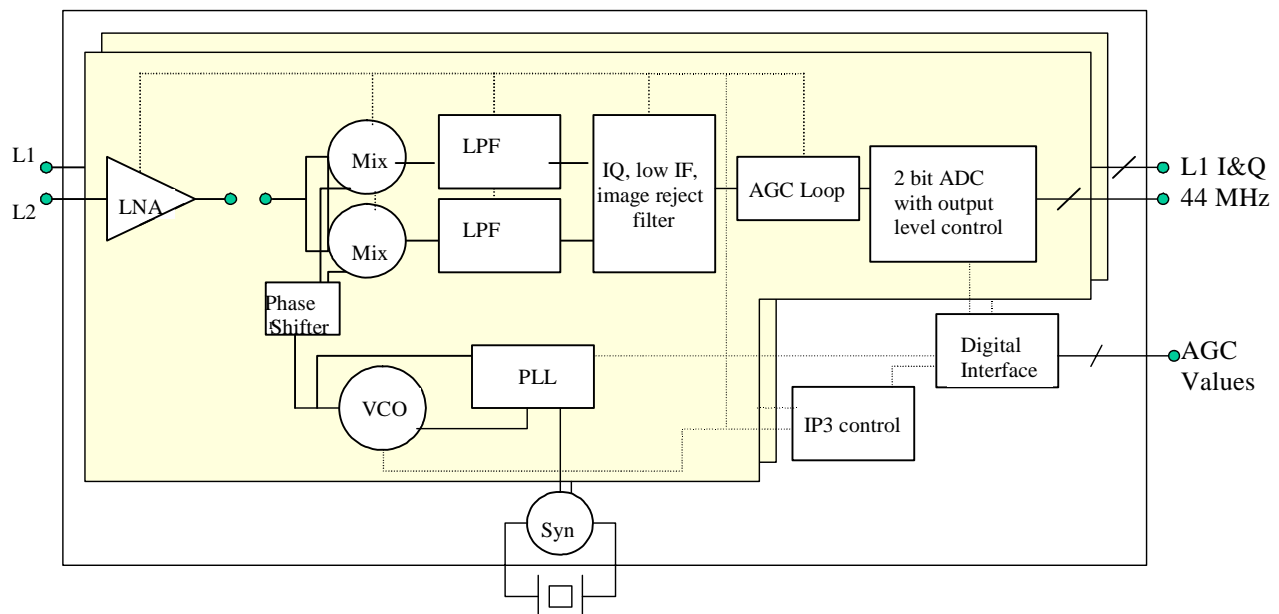 L1
L2
LNA
Mix
Mix
LPF
LPF
IQ, low IF,
image reject
filter
AGC Loop
2 bit ADC
with output
level control
L1 I&Q
44 MHz
Phase
Shifter
VCO
PLL
Digital
Interface
AGC
Values
IP3 control
Syn